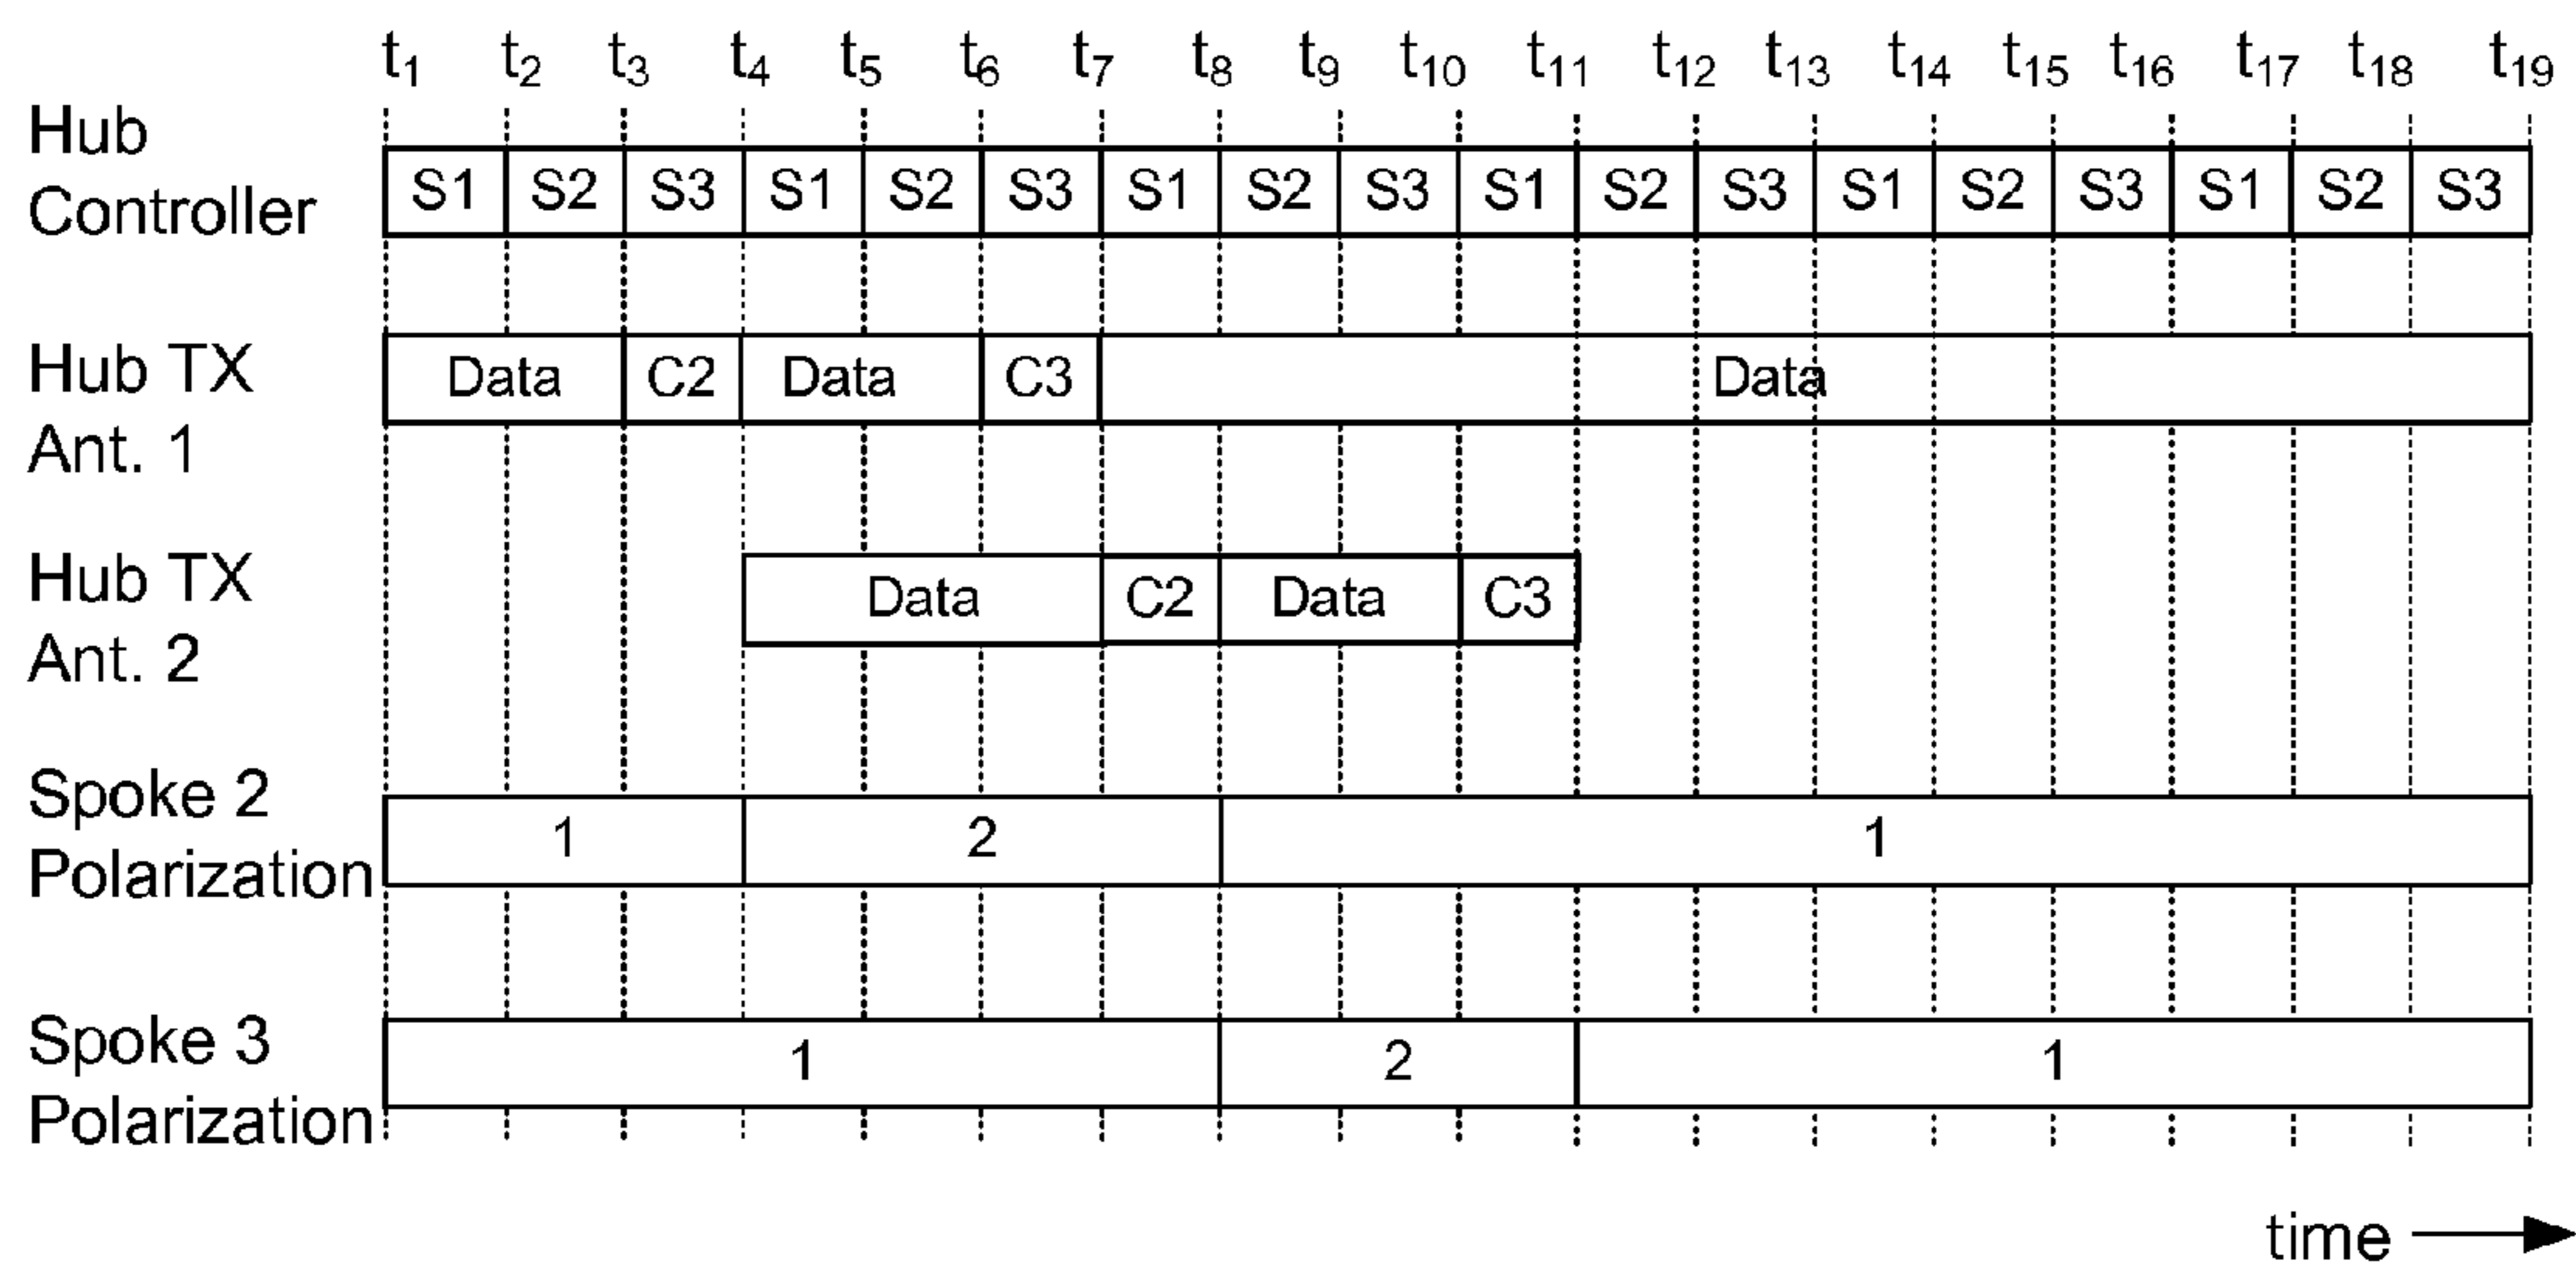 t1 t2 t3 t4 t5 t6 t7 t8 t9 t10 t11 t12 t13 t14 t15 t16 t17 t18 t19
Hub
Controller
S1 S2 S3 S1 S2 S3 S1 S2 S3 S1 S2 S3 S1 S2 S3 S1 S2 S3
Hub TX
Ant. 1
Data C2 Data C3 Data
Hub TX
Ant. 2
Data C2 Data C3
Spoke 2
Polarization
1 2 1
Spoke 3
Polarization
1 2 1
time